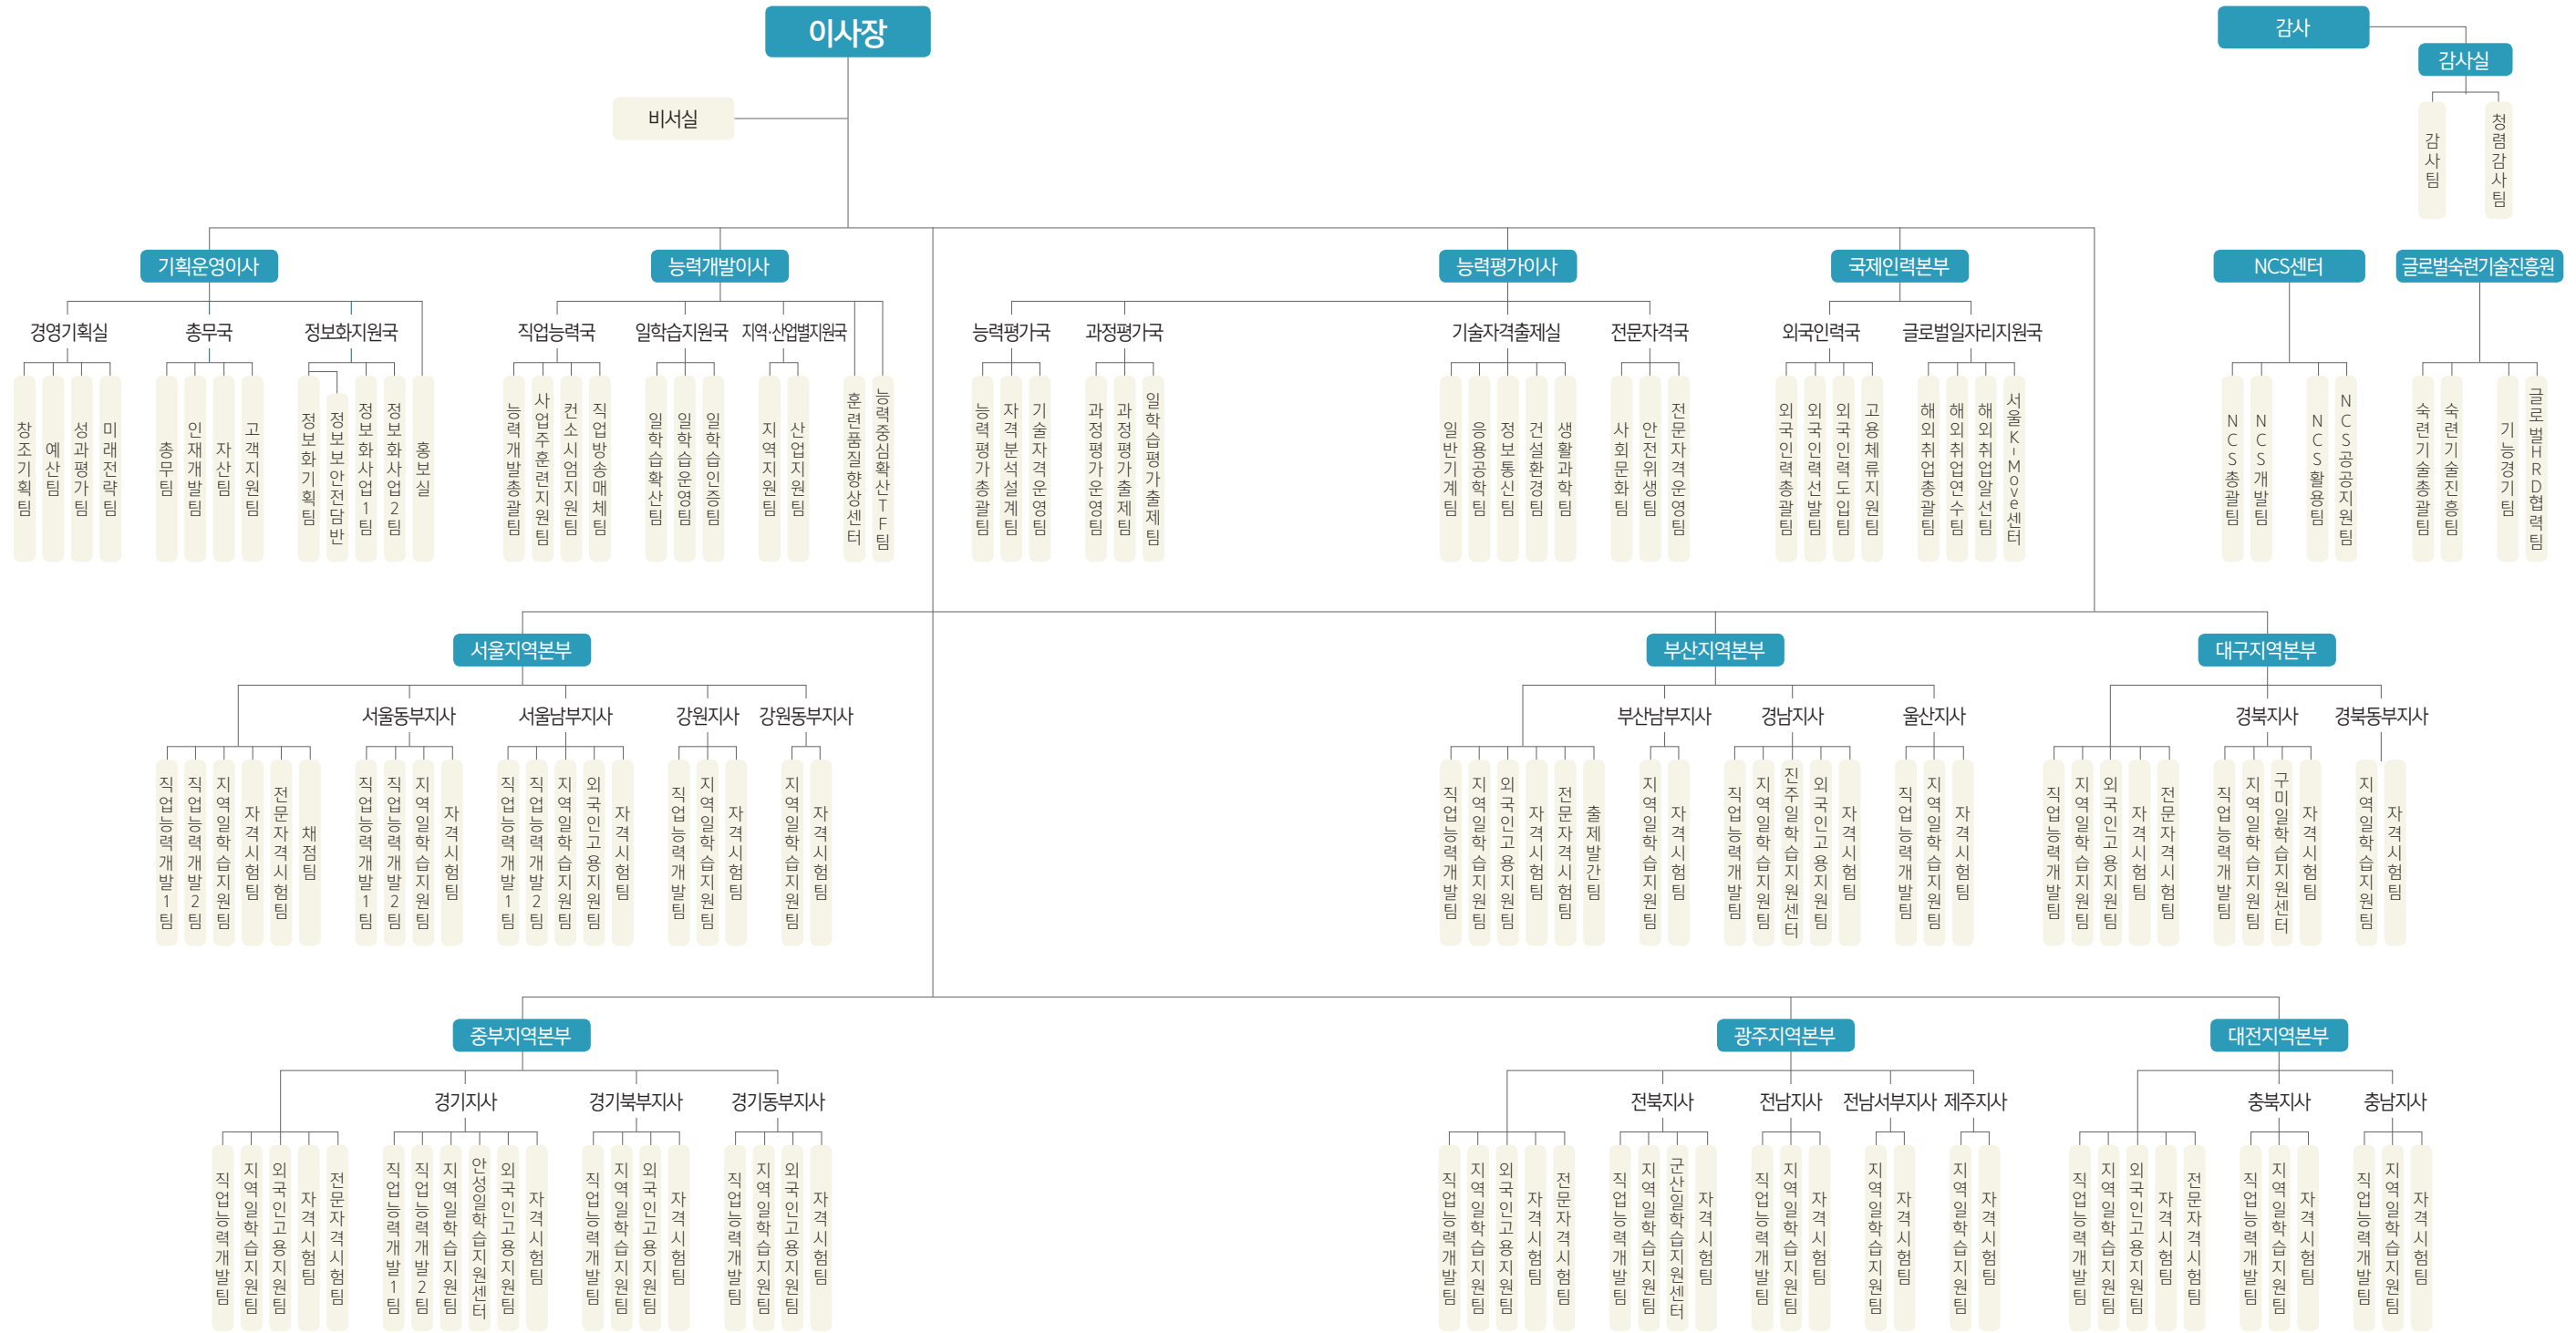 이사장
감사
감사실
비서실
감사팀
청렴감사팀
기획운영이사
능력개발이사
능력평가이사
국제인력본부
NCS센터
글로벌숙련기술진흥원
경영기획실
총무국
정보화지원국
직업능력국
일학습지원국
지역·산업별지원국
능력평가국
과정평가국
기술자격출제실
전문자격국
외국인력국
글로벌일자리지원국
창조기획팀
예산팀
성과평가팀
미래전략팀
총무팀
인재개발팀
자산팀
고객지원팀
정보화기획팀
정보보안전담반
정보화사업1팀
정보화사업2팀
홍보실
능력개발총괄팀
사업주훈련지원팀
컨소시엄지원팀
직업방송매체팀
일학습확산팀
일학습운영팀
일학습인증팀
지역지원팀
산업지원팀
훈련품질향상센터
능력중심확산TF팀
능력평가총괄팀
자격분석설계팀
기술자격운영팀
과정평가운영팀
과정평가출제팀
일학습평가출제팀
일반기계팀
응용공학팀
정보통신팀
건설환경팀
생활과학팀
사회문화팀
안전위생팀
전문자격운영팀
외국인력총괄팀
외국인력선발팀
외국인력도입팀
고용체류지원팀
해외취업총괄팀
해외취업연수팀
해외취업알선팀
서울K-Move센터
NCS총괄팀
NCS개발팀
NCS활용팀
NCS공공지원팀
숙련기술총괄팀
숙련기술진흥팀
기능경기팀
글로벌HRD협력팀
서울지역본부
부산지역본부
대구지역본부
서울동부지사
서울남부지사
강원지사
강원동부지사
부산남부지사
경남지사
울산지사
경북지사
경북동부지사
직업능력개발1팀
직업능력개발2팀
지역일학습지원팀
자격시험팀
전문자격시험팀
채점팀
직업능력개발1팀
직업능력개발2팀
지역일학습지원팀
자격시험팀
직업능력개발1팀
직업능력개발2팀
지역일학습지원팀
외국인고용지원팀
자격시험팀
직업능력개발팀
지역일학습지원팀
자격시험팀
지역일학습지원팀
자격시험팀
직업능력개발팀
지역일학습지원팀
외국인고용지원팀
자격시험팀
전문자격시험팀
출제발간팀
지역일학습지원팀
자격시험팀
직업능력개발팀
지역일학습지원팀
진주일학습지원센터
외국인고용지원팀
자격시험팀
직업능력개발팀
지역일학습지원팀
자격시험팀
직업능력개발팀
지역일학습지원팀
외국인고용지원팀
자격시험팀
전문자격시험팀
직업능력개발팀
지역일학습지원팀
구미일학습지원센터
자격시험팀
지역일학습지원팀
자격시험팀
중부지역본부
광주지역본부
대전지역본부
경기지사
경기북부지사
경기동부지사
전북지사
전남지사
전남서부지사
제주지사
충북지사
충남지사
직업능력개발팀
지역일학습지원팀
외국인고용지원팀
자격시험팀
전문자격시험팀
직업능력개발1팀
직업능력개발2팀
지역일학습지원팀
안성일학습지원센터
외국인고용지원팀
자격시험팀
직업능력개발팀
지역일학습지원팀
외국인고용지원팀
자격시험팀
직업능력개발팀
지역일학습지원팀
외국인고용지원팀
자격시험팀
직업능력개발팀
지역일학습지원팀
외국인고용지원팀
자격시험팀
전문자격시험팀
직업능력개발팀
지역일학습지원팀
군산일학습지원센터
자격시험팀
직업능력개발팀
지역일학습지원팀
자격시험팀
지역일학습지원팀
자격시험팀
지역일학습지원팀
자격시험팀
직업능력개발팀
지역일학습지원팀
외국인고용지원팀
자격시험팀
전문자격시험팀
직업능력개발팀
지역일학습지원팀
자격시험팀
직업능력개발팀
지역일학습지원팀
자격시험팀